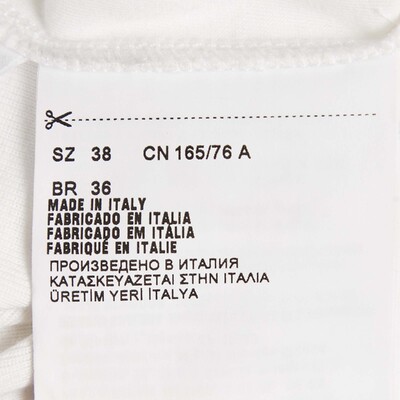 SZ 38 CN 165/76 A
BR 36
MADE IN ITALY
FABRICADO EN ITALIA
FABRICADO EM ITÁLIA
FABRIQUÉ EN ITALIE
ПРОИЗВЕДЕНО В ИТАЛИЯ
ΚΑΤΑΣΚΕΥΑΖΕΤΑΙ ΣΤΗΝ ΙΤΑΛΙΑ
ÜRETİM YERİ İTALYA